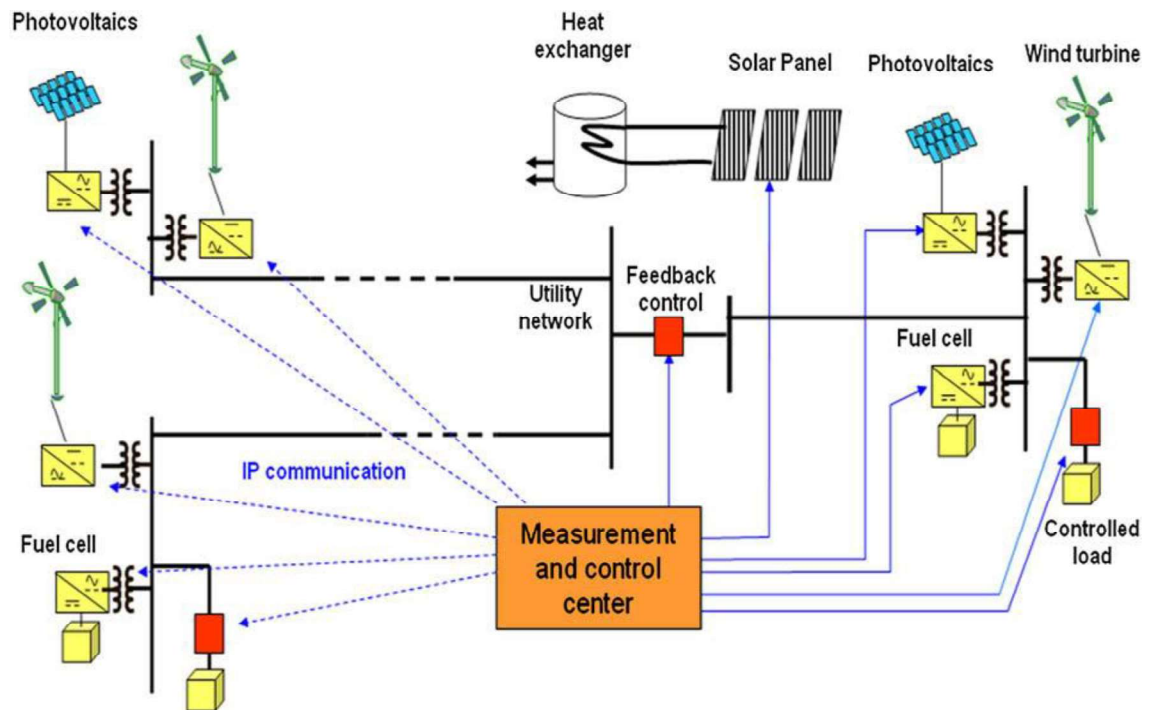 Photovoltaics
Heat
exchanger
Solar Panel
Photovoltaics
Wind turbine
Utility
network
Feedback
control
Fuel cell
IP communication
Measurement
and control
center
Fuel cell
Controlled
load